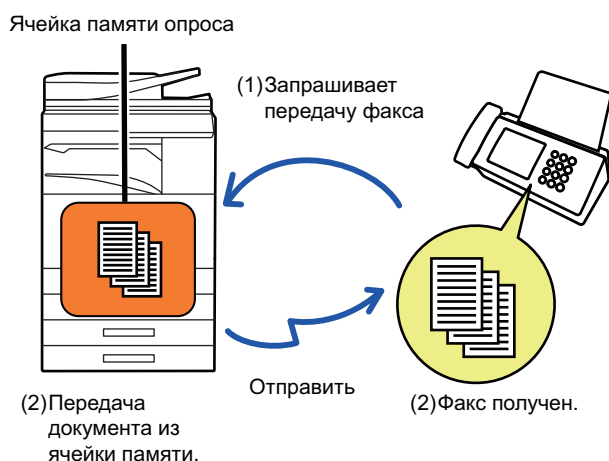 Ячейка памяти опроса
(1)Запрашивает
передачу факса
Отправить
(2)Передача
документа из
ячейки памяти.
(2)Факс получен.